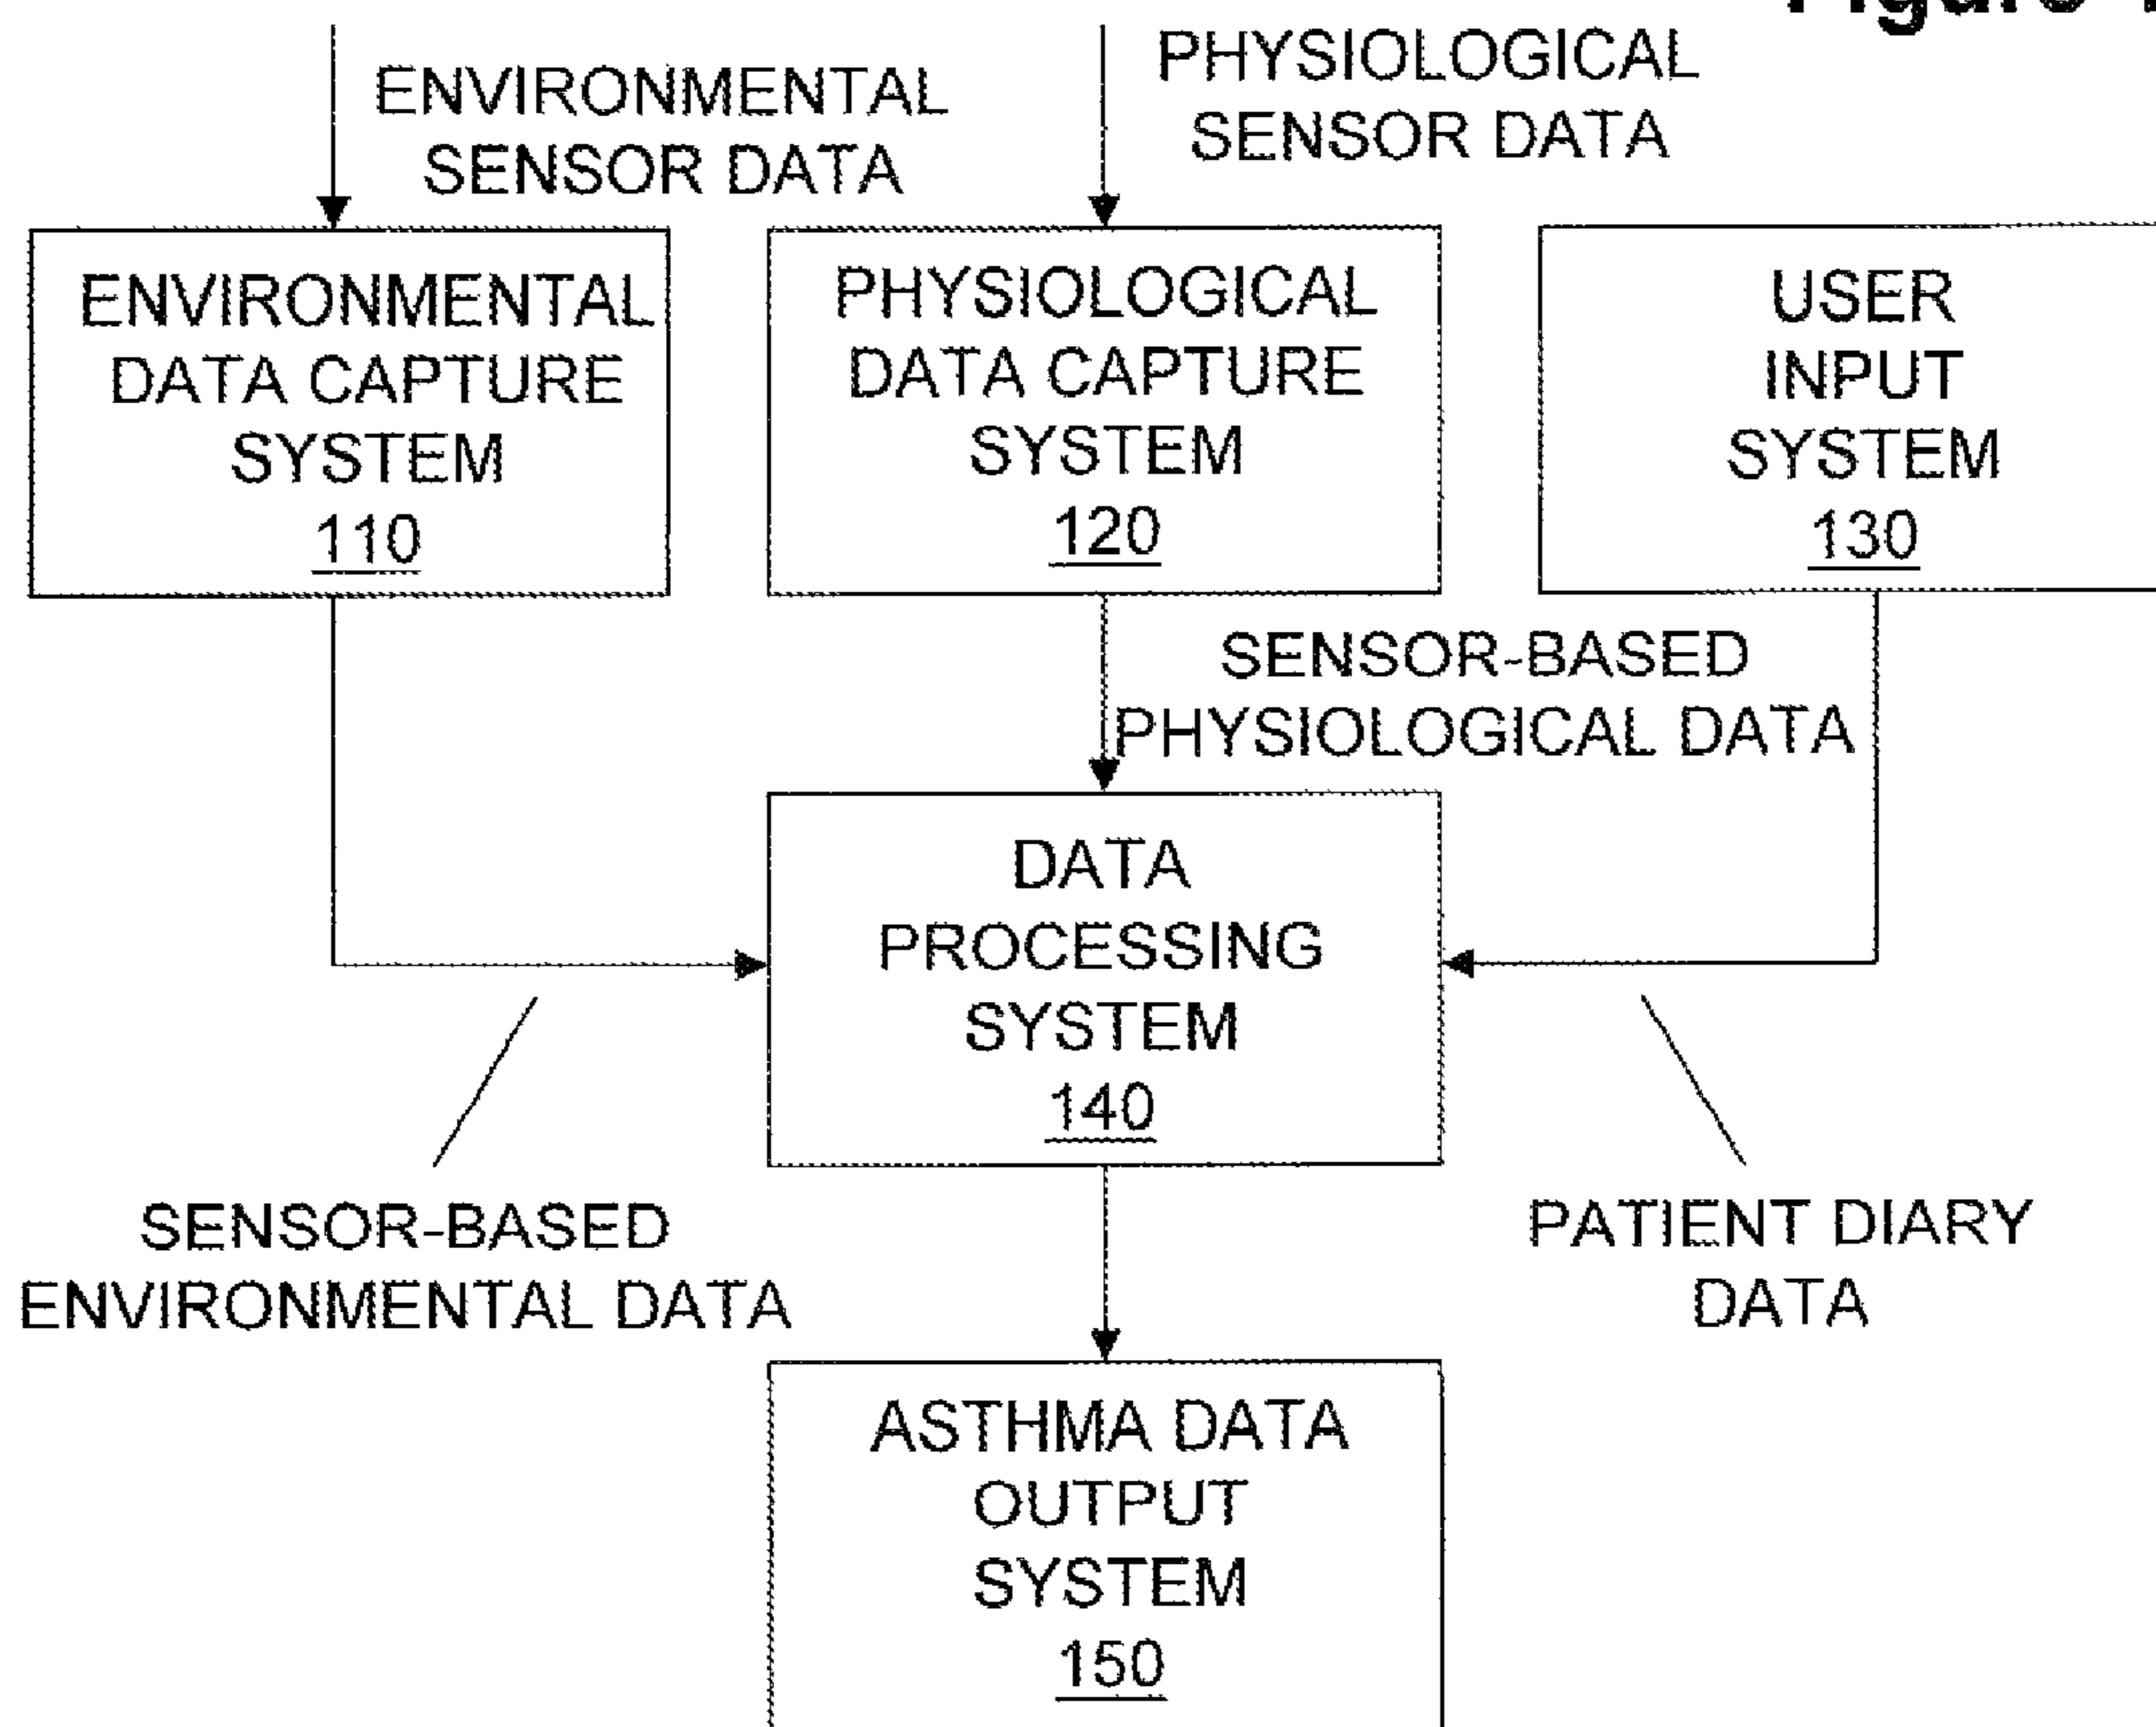 Figure 1
ENVIRONMENTAL
SENSOR DATA
PHYSIOLOGICAL
SENSOR DATA
ENVIRONMENTAL
DATA CAPTURE
SYSTEM
110
PHYSIOLOGICAL
DATA CAPTURE
SYSTEM
120
USER
INPUT
SYSTEM
130
SENSOR-BASED
PHYSIOLOGICAL DATA
DATA
PROCESSING
SYSTEM
140
SENSOR-BASED
ENVIRONMENTAL DATA
PATIENT DIARY
DATA
ASTHMA DATA
OUTPUT
SYSTEM
150